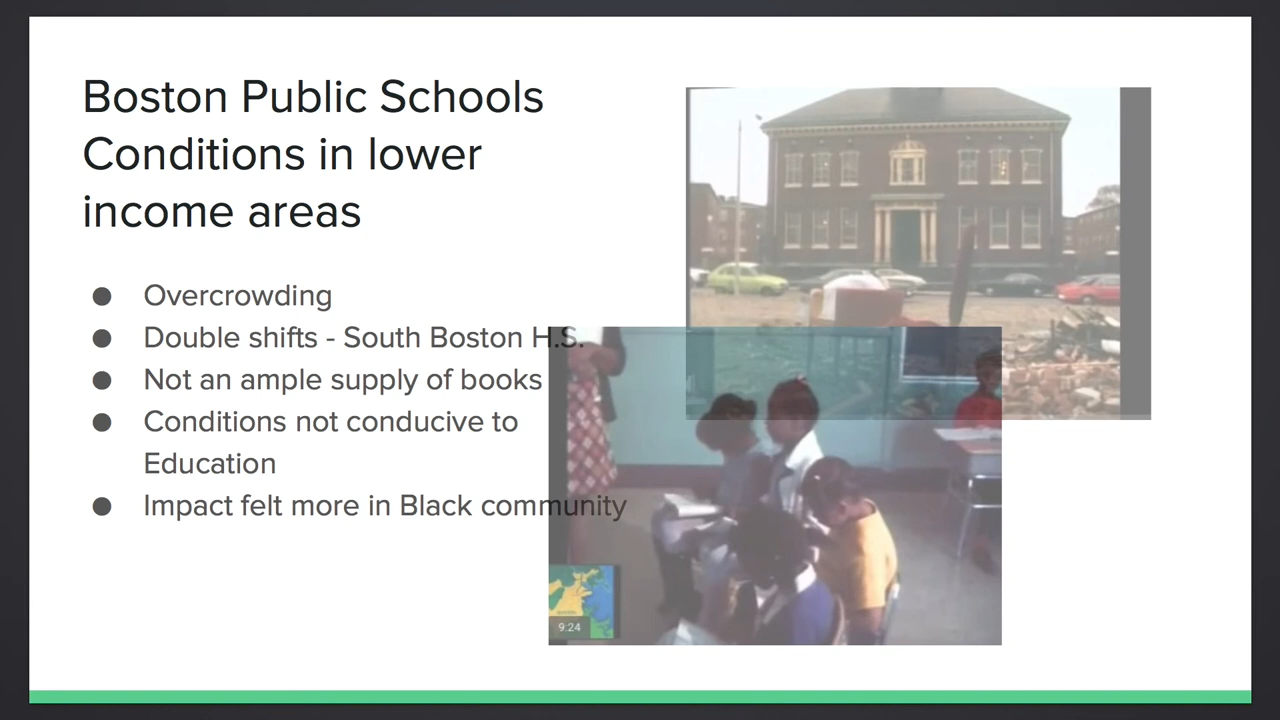 Boston Public Schools
Conditions in lower
income areas
● Overcrowding
● Double shifts - South Boston H.S.
● Not an ample supply of books
● Conditions not conducive to
Education
● Impact felt more in Black community
9:24